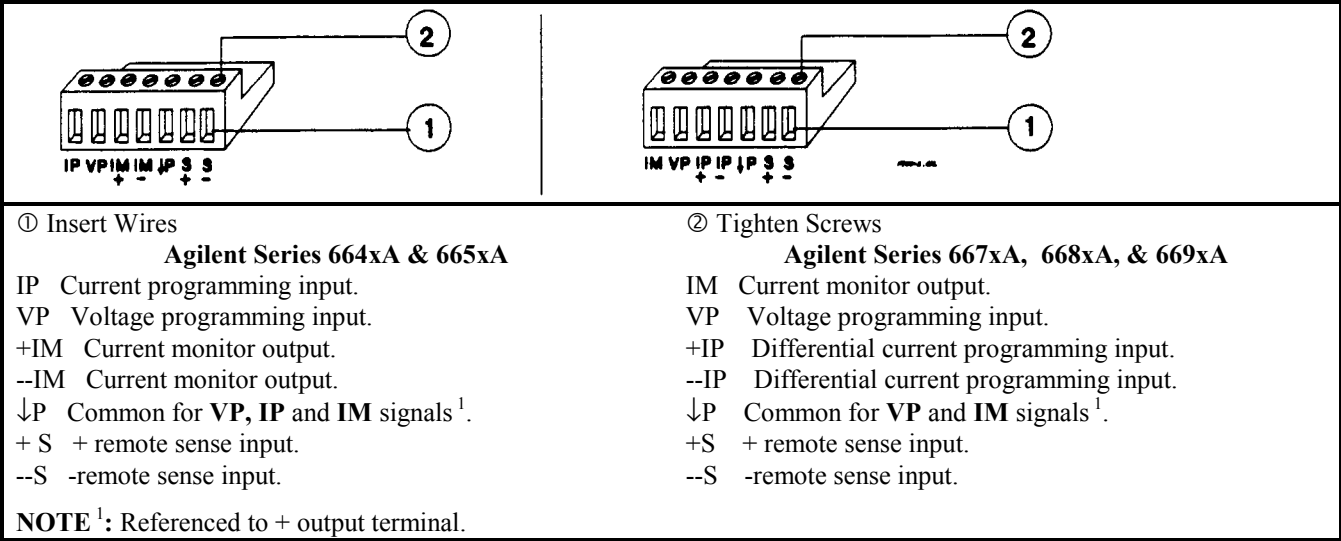 2
1
IP VP IM IM ↓P S S
+ - + -
2
1
IM VP IP IP ↓P S S
+ - + -
① Insert Wires
Agilent Series 664xA & 665xA
IP Current programming input.
VP Voltage programming input.
+IM Current monitor output.
--IM Current monitor output.
↓P Common for VP, IP and IM signals 1.
+ S + remote sense input.
--S -remote sense input.
NOTE 1: Referenced to + output terminal.
② Tighten Screws
Agilent Series 667xA, 668xA, & 669xA
IM Current monitor output.
VP Voltage programming input.
+IP Differential current programming input.
--IP Differential current programming input.
↓P Common for VP and IM signals 1.
+S + remote sense input.
--S -remote sense input.